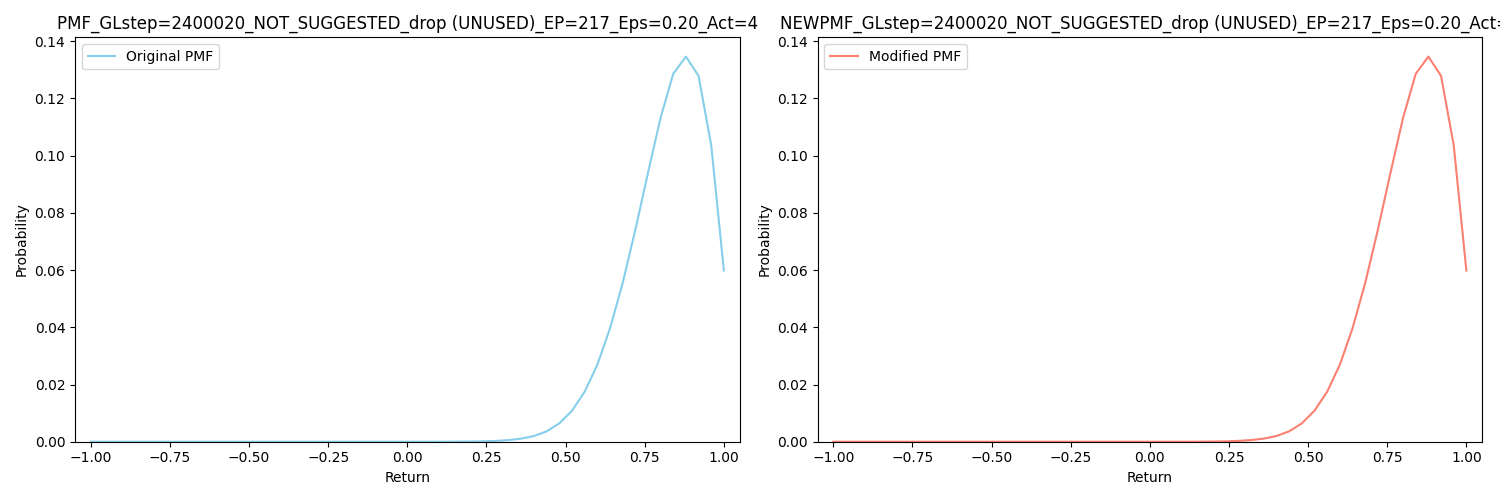 PMF_GLstep=2400020_NOT_SUGGESTED_drop (UNUSED)_EP=217_Eps=0.20_Act=4
Original PMF
0.14
0.12
0.10
0.08
0.06
0.04
0.02
0.00
Probability
−1.00 −0.75 −0.50 −0.25 0.00 0.25 0.50 0.75 1.00
Return
NEWPMF_GLstep=2400020_NOT_SUGGESTED_drop (UNUSED)_EP=217_Eps=0.20_Act=
Modified PMF
0.14
0.12
0.10
0.08
0.06
0.04
0.02
0.00
Probability
−1.00 −0.75 −0.50 −0.25 0.00 0.25 0.50 0.75 1.00
Return